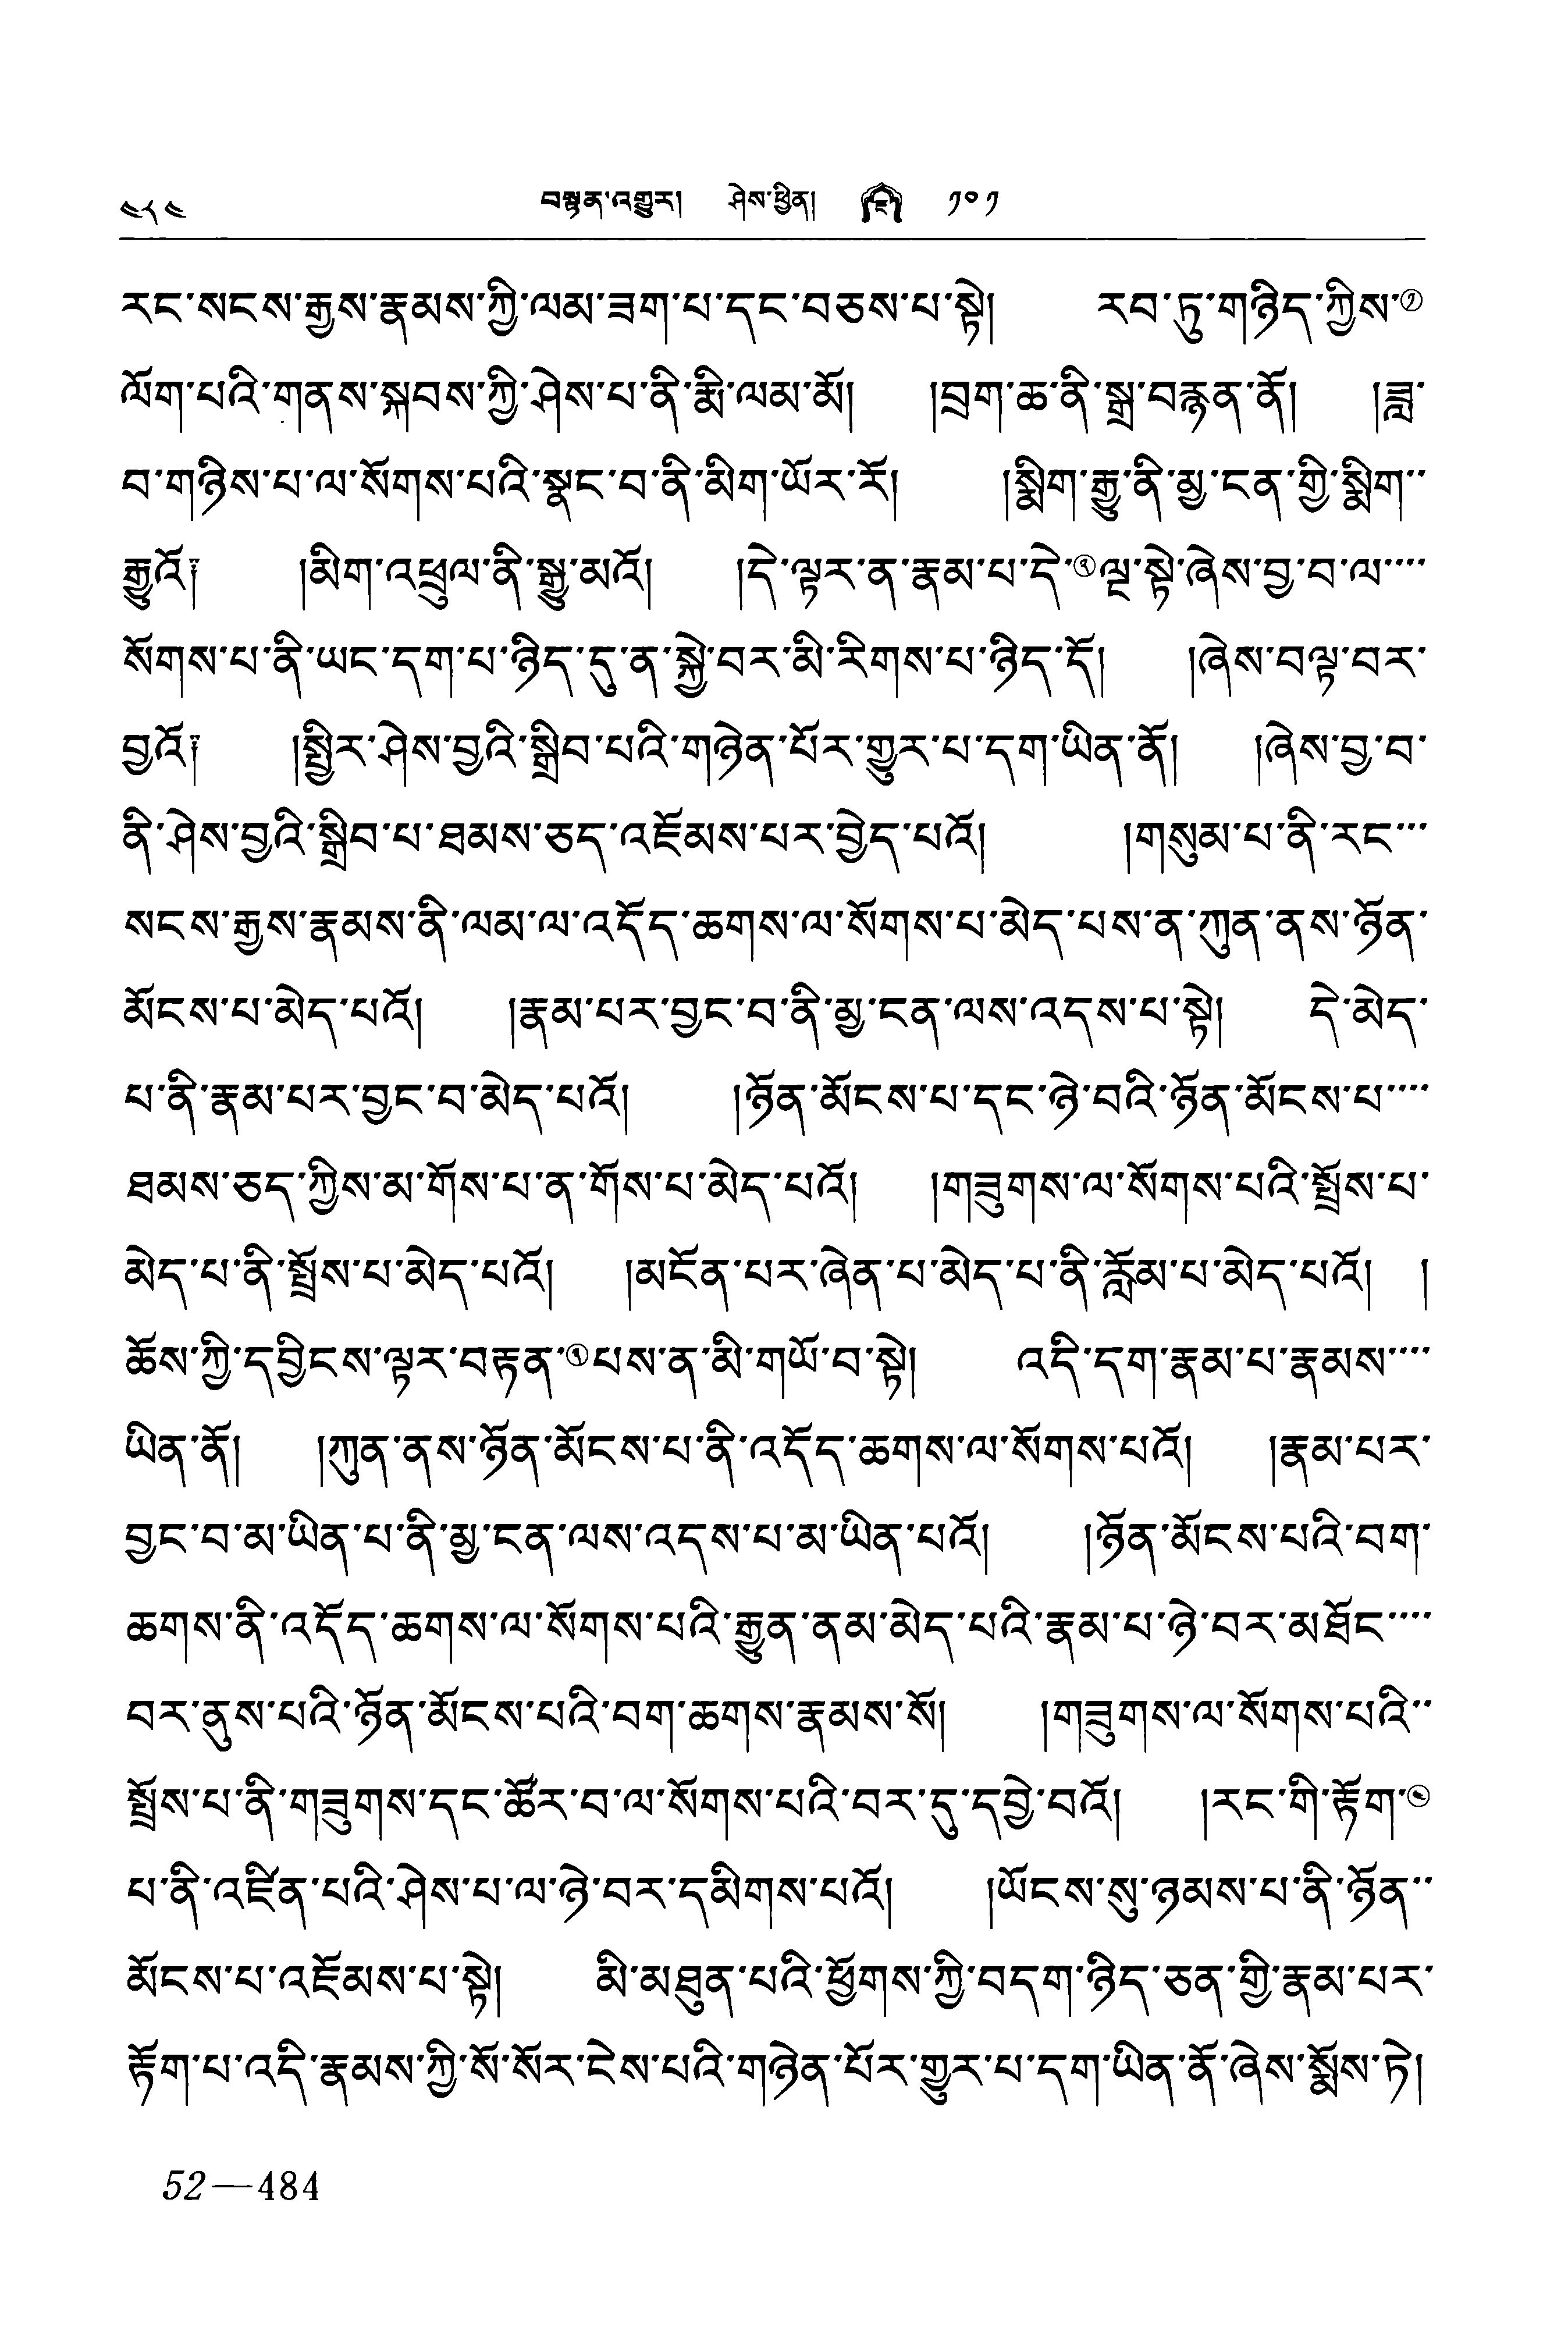 ༤༨༤ བསྟན་འགྱུར། ཤེས་ཕྱིན། ཇ ༡༠༡
རང་སངས་རྒྱས་རྣམས་ཀྱི་ལམ་ཟག་པ་དང་བཅས་པ་སྟེ། རབ་ཏུ་གཉིད་ཀྱིས་①
ལོག་པའི་གནས་སྐབས་ཀྱི་ཤེས་པ་ནི་རྨི་ལམ་མོ། །བྲག་ཆ་ནི་སྒྲ་བརྙན་ནོ། །ཟླ་
བ་གཉིས་པ་ལ་སོགས་པའི་སྣང་བ་ནི་མིག་ཡོར་རོ། །སྨིག་རྒྱུ་ནི་མྱ་ངན་གྱི་སྨིག་
རྒྱུའོ༑ །མིག་འཕྲུལ་ནི་སྒྱུ་མའོ། །དེ་ལྟར་ན་རྣམ་པ་དེ་②ལྔ་སྟེ་ཞེས་བྱ་བ་ལ་
སོགས་པ་ནི་ཡང་དག་པ་ཉིད་དུ་ན་སྐྱེ་བར་མི་རིགས་པ་ཉིད་དོ། །ཞེས་བལྟ་བར་
བྱའོ༑ །སྤྱིར་ཤེས་བྱའི་སྒྲིབ་པའི་གཉེན་པོར་གྱུར་པ་དག་ཡིན་ནོ། །ཞེས་བྱ་བ་
ནི་ཤེས་བྱའི་སྒྲིབ་པ་ཐམས་ཅད་འཇོམས་པར་བྱེད་པའོ། །གསུམ་པ་ནི་རང་
སངས་རྒྱས་རྣམས་ནི་ལམ་ལ་འདོད་ཆགས་ལ་སོགས་པ་མེད་པས་ན་ཀུན་ནས་ཉོན་
མོངས་པ་མེད་པའོ། །རྣམ་པར་བྱང་བ་ནི་མྱ་ངན་ལས་འདས་པ་སྟེ། དེ་མེད་
པ་ནི་རྣམ་པར་བྱང་བ་མེད་པའོ། །ཉོན་མོངས་པ་དང་ཉེ་བའི་ཉོན་མོངས་པ་
ཐམས་ཅད་ཀྱིས་མ་གོས་པ་ན་གོས་པ་མེད་པའོ། །གཟུགས་ལ་སོགས་པའི་སྤྲོས་པ་
མེད་པ་ནི་སྤྲོས་པ་མེད་པའོ། །མངོན་པར་ཞེན་པ་མེད་པ་ནི་རློམ་པ་མེད་པའོ། །
ཆོས་ཀྱི་དབྱིངས་ལྟར་བརྟན་③པས་ན་མི་གཡོ་བ་སྟེ། འདི་དག་རྣམ་པ་རྣམས་
ཡིན་ནོ། །ཀུན་ནས་ཉོན་མོངས་པ་ནི་འདོད་ཆགས་ལ་སོགས་པའོ། །རྣམ་པར་
བྱང་བ་མ་ཡིན་པ་ནི་མྱ་ངན་ལས་འདས་པ་མ་ཡིན་པའོ། །ཉོན་མོངས་པའི་བག་
ཆགས་ནི་འདོད་ཆགས་ལ་སོགས་པའི་རྒྱུན་ནམ་མེད་པའི་རྣམ་པ་ཉེ་བར་མཐོང་
བར་ནུས་པའི་ཉོན་མོངས་པའི་བག་ཆགས་རྣམས་སོ། །གཟུགས་ལ་སོགས་པའི་
སྤྲོས་པ་ནི་གཟུགས་དང་ཚོར་བ་ལ་སོགས་པའི་བར་དུ་དབྱེ་བའོ། །རང་གི་རྟོག་④
པ་ནི་འཛིན་པའི་ཤེས་པ་ལ་ཉེ་བར་དམིགས་པའོ། །ཡོངས་སུ་ཉམས་པ་ནི་ཉོན་
མོངས་པ་འཇོམས་པ་སྟེ། མི་མཐུན་པའི་ཕྱོགས་ཀྱི་བདག་ཉིད་ཅན་གྱི་རྣམ་པར་
རྟོག་པ་འདི་རྣམས་ཀྱི་སོ་སོར་ངེས་པའི་གཉེན་པོར་གྱུར་པ་དག་ཡིན་ནོ་ཞེས་སྨོས་ཏེ།
52—484